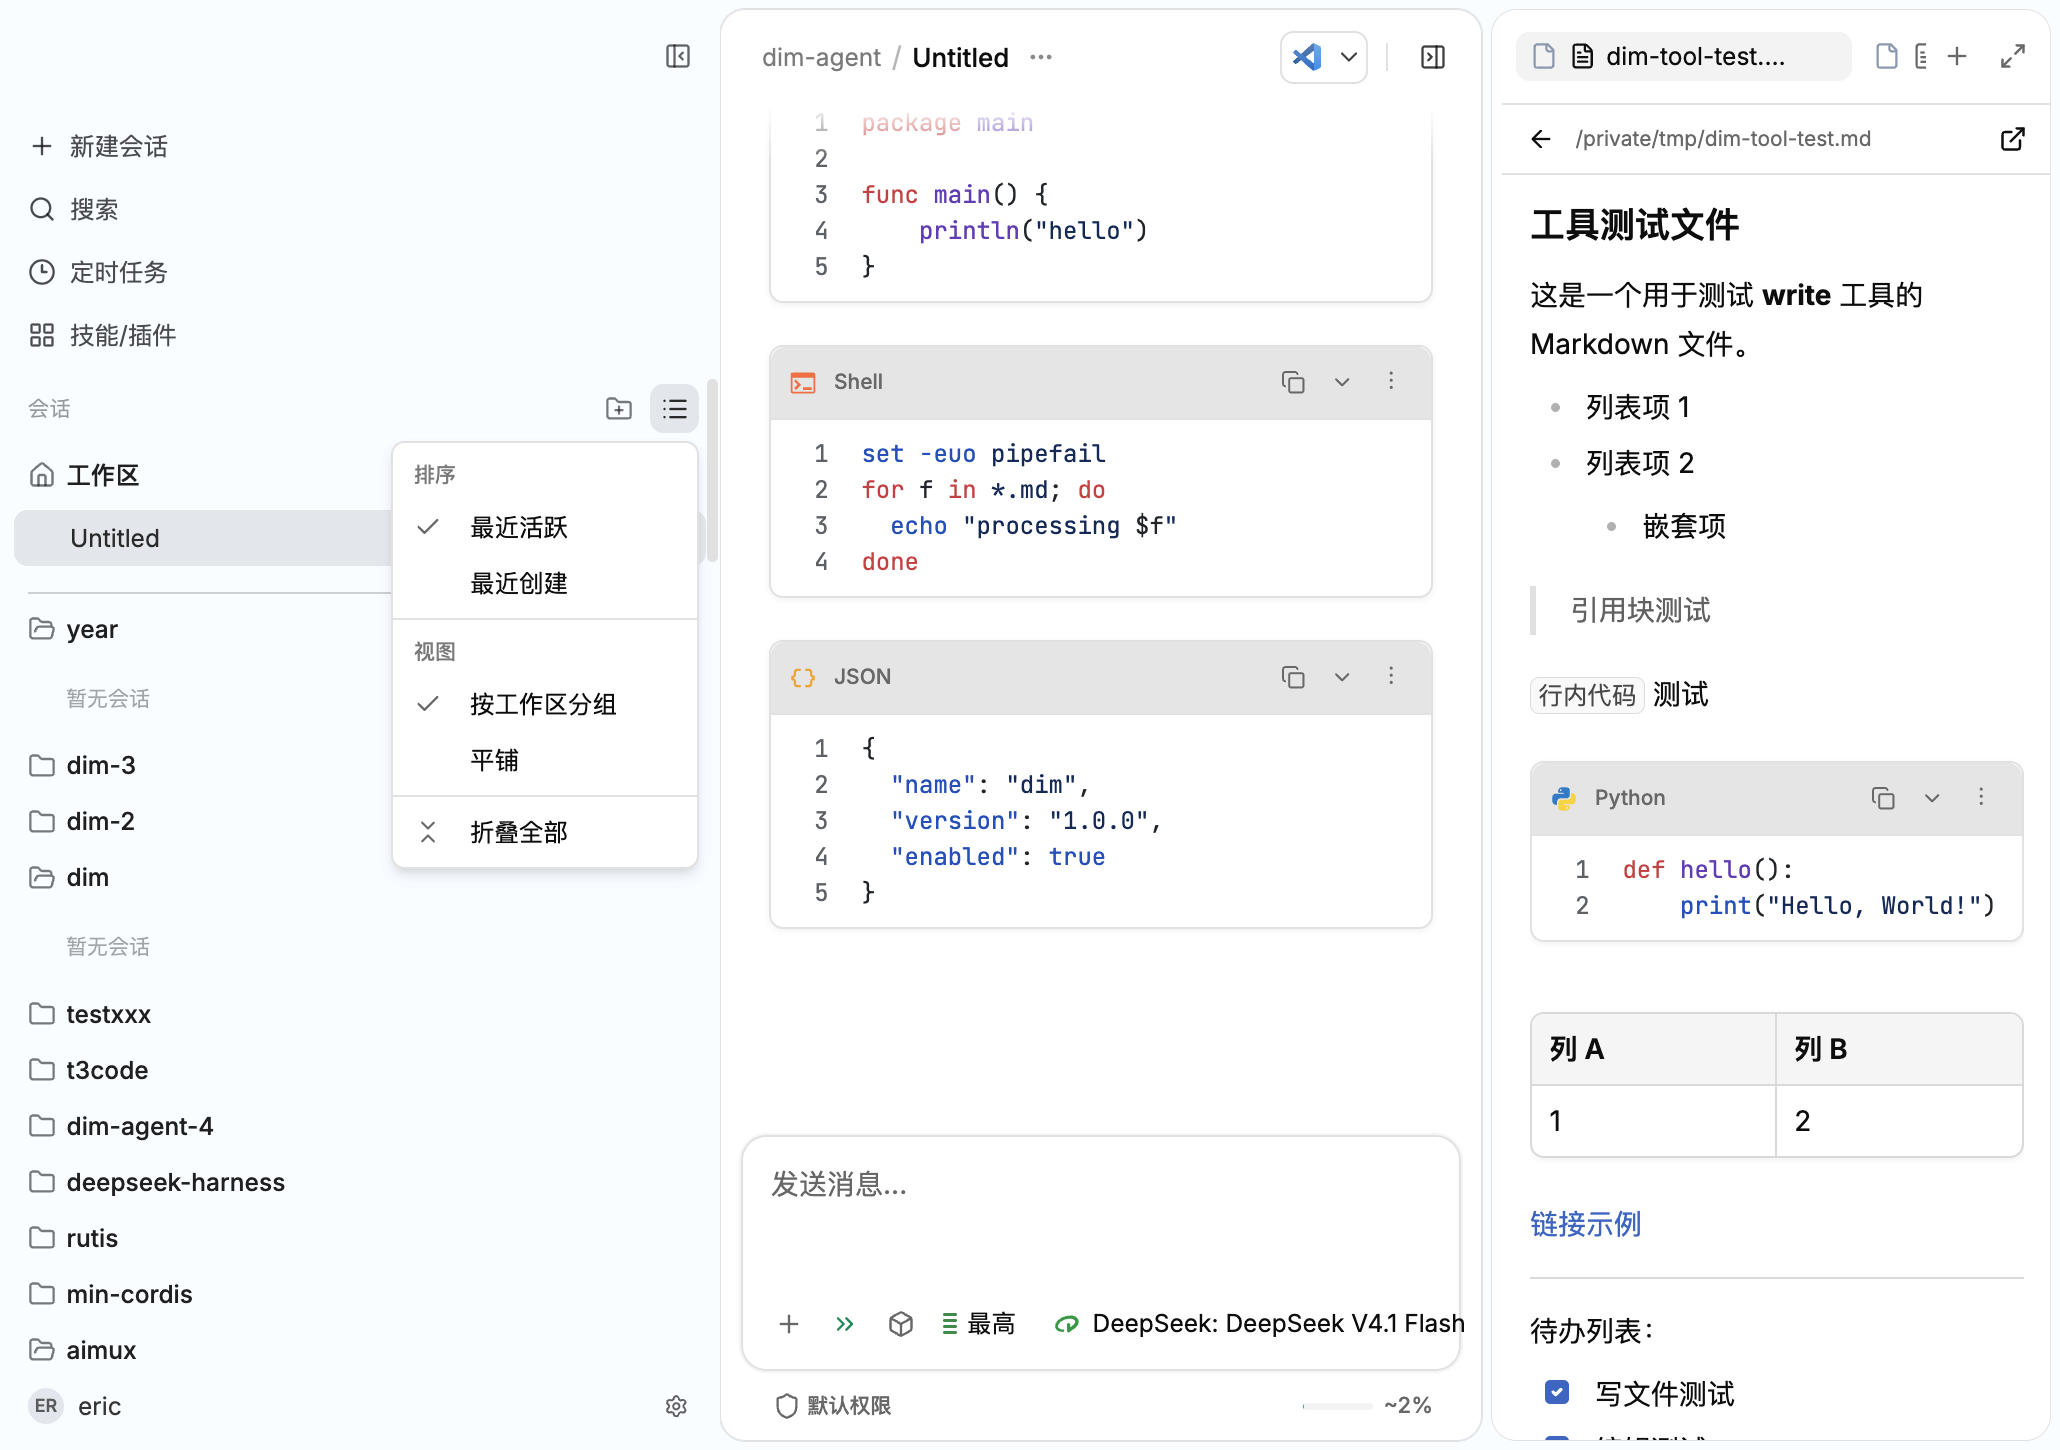 新建会话
搜索
定时任务
技能/插件
会话
工作区
Untitled
year
暂无会话
dim-3
dim-2
dim
暂无会话
testxxx
t3code
dim-agent-4
deepseek-harness
rutis
min-cordis
aimux
ER eric
排序
最近活跃
最近创建
视图
按工作区分组
平铺
折叠全部
dim-agent / Untitled
1 package main
2
3 func main() {
4     println("hello")
5 }
Shell
1 set -euo pipefail
2 for f in *.md; do
3   echo "processing $f"
4 done
JSON
1 {
2   "name": "dim",
3   "version": "1.0.0",
4   "enabled": true
5 }
发送消息...
最高 DeepSeek: DeepSeek V4.1 Flash
默认权限 ~2%
dim-tool-test....
/private/tmp/dim-tool-test.md
工具测试文件
这是一个用于测试 write 工具的
Markdown 文件。
列表项 1
列表项 2
嵌套项
引用块测试
行内代码 测试
Python
1 def hello():
2     print("Hello, World!")
列 A 列 B
1 2
链接示例
待办列表：
写文件测试